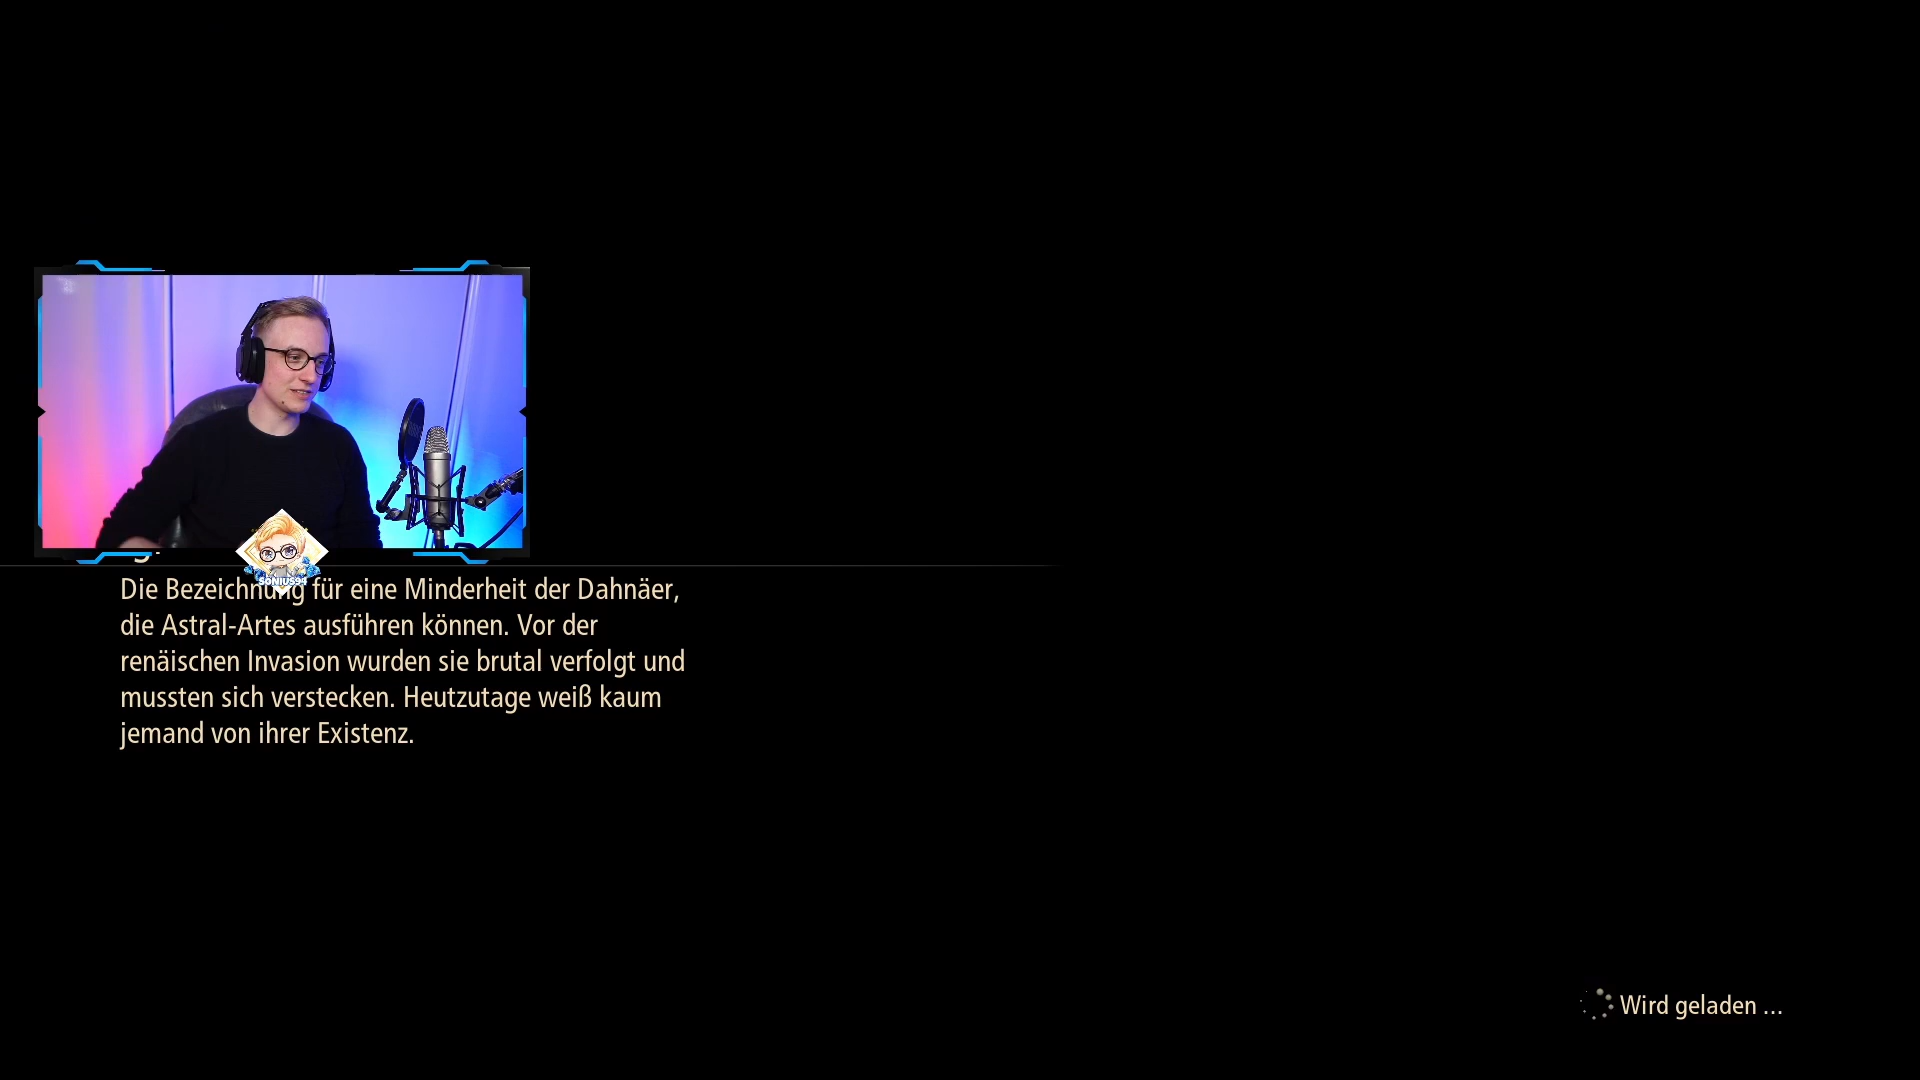 SoNIUS94
Die Bezeichnung für eine Minderheit der Dahnäer,
die Astral-Artes ausführen können. Vor der
renäischen Invasion wurden sie brutal verfolgt und
mussten sich verstecken. Heutzutage weiß kaum
jemand von ihrer Existenz.
Wird geladen ...